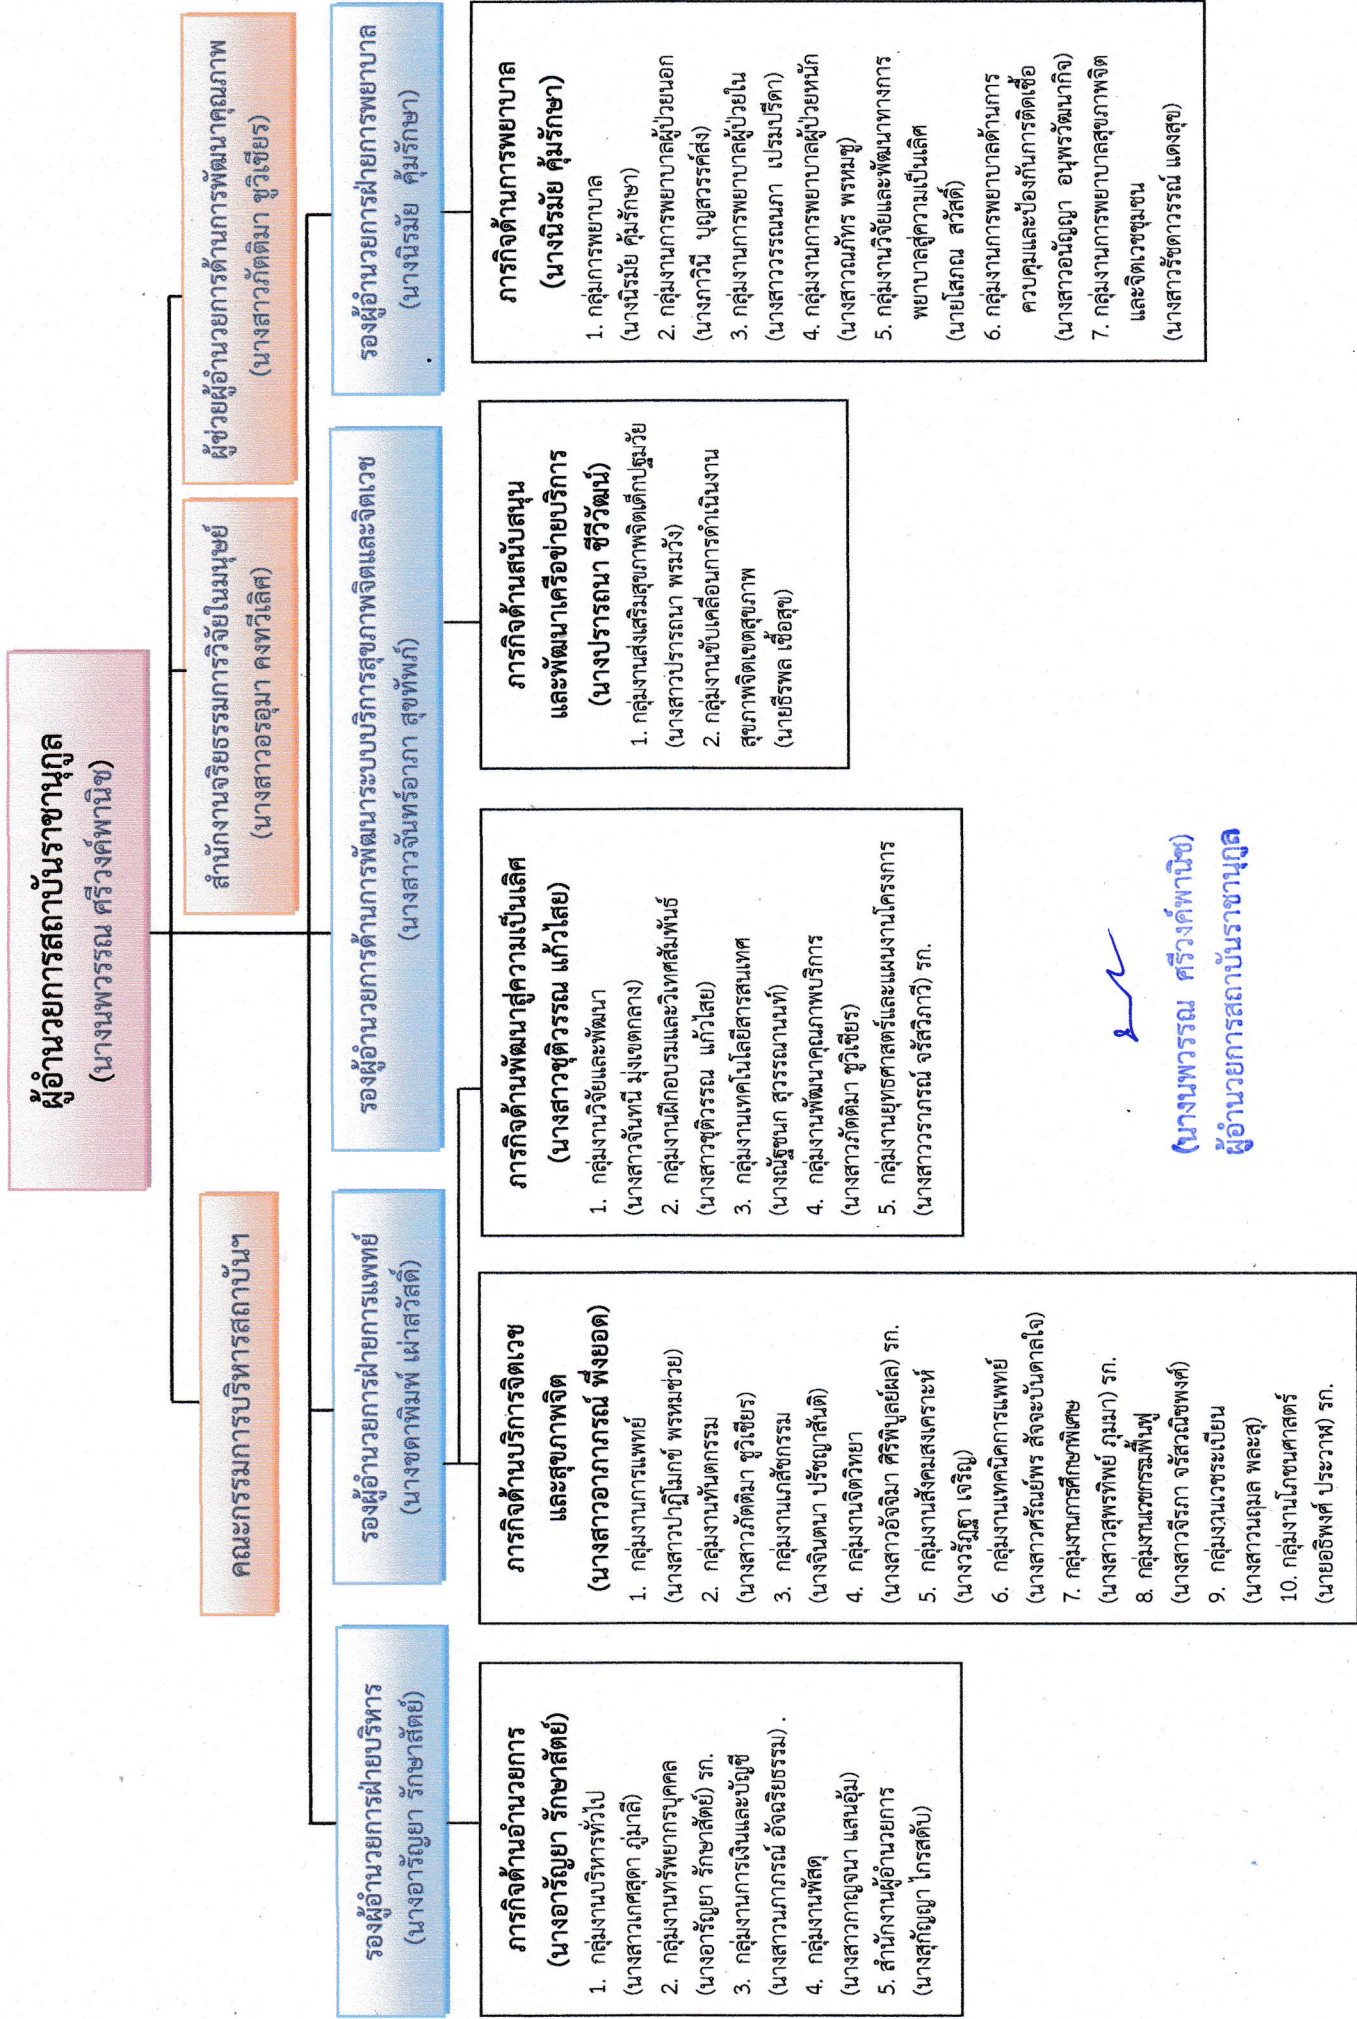 ผู้อำนวยการสถาบันราชานุกูล
(นางนพวรรณ ศรีวงค์พานิช)
คณะกรรมการบริหารสถาบันฯ
สำนักงานจริยธรรมการวิจัยในมนุษย์
(นางสาวอรอุมา คงทวีเลิศ)
ผู้ช่วยผู้อำนวยการด้านการพัฒนาคุณภาพ
(นางสาวภัตติมา ชูวิเชียร)
รองผู้อำนวยการฝ่ายบริหาร
(นางอารัญยา รักษาสัตย์)
รองผู้อำนวยการฝ่ายการแพทย์
(นางชดาพิมพ์ เผ่าสวัสดิ์)
รองผู้อำนวยการด้านการพัฒนาระบบบริการสุขภาพจิตและจิตเวช
(นางสาวจันทร์อาภา สุขทัพภ์)
รองผู้อำนวยการฝ่ายการพยาบาล
(นางนิรมัย คุ้มรักษา)
ภารกิจด้านอำนวยการ
(นางอารัญยา รักษาสัตย์)
1. กลุ่มงานบริหารทั่วไป
(นางสาวเกศสุดา ภู่มาลี)
2. กลุ่มงานทรัพยากรบุคคล
(นางอารัญยา รักษาสัตย์) รก.
3. กลุ่มงานการเงินและบัญชี
(นางสาวนภาภรณ์ อัจฉริยธรรม) .
4. กลุ่มงานพัสดุ
(นางสาวกาญจนา แสนอุ้ม)
5. สำนักงานผู้อำนวยการ
(นางสุกัญญา ไกรสดับ)
ภารกิจด้านบริการจิตเวช
และสุขภาพจิต
(นางสาวอาภาภรณ์ พึ่งยอด)
1. กลุ่มงานการแพทย์
(นางสาวปาฏิโมกข์ พรหมช่วย)
2. กลุ่มงานทันตกรรม
(นางสาวภัตติมา ชูวิเชียร)
3. กลุ่มงานเภสัชกรรม
(นางจินตนา ปรัชญาสันติ)
4. กลุ่มงานจิตวิทยา
(นางสาวอัจจิมา ศิริพิบูลย์ผล) รก.
5. กลุ่มงานสังคมสงเคราะห์
(นางวรัฏฐา เจริญ)
6. กลุ่มงานเทคนิคการแพทย์
(นางสาวศรัณย์พร สัจจะบันดาลใจ)
7. กลุ่มงานการศึกษาพิเศษ
(นางสาวสุพรทิพย์ ภุมมา) รก.
8. กลุ่มงานเวชกรรมฟื้นฟู
(นางสาวจีรภา จรัสวณิชพงศ์)
9. กลุ่มงานเวชระเบียน
(นางสาวนฤมล พละสุ)
10. กลุ่มงานโภชนศาสตร์
(นายอธิพงศ์ ประวาฬ) รก.
ภารกิจด้านพัฒนาสู่ความเป็นเลิศ
(นางสาวชุติวรรณ แก้วไสย)
1. กลุ่มงานวิจัยและพัฒนา
(นางสาวจันทนี มุ่งเขตกลาง)
2. กลุ่มงานฝึกอบรมและวิเทศสัมพันธ์
(นางสาวชุติวรรณ แก้วไสย)
3. กลุ่มงานเทคโนโลยีสารสนเทศ
(นางณัฐชนก สุวรรณานนท์)
4. กลุ่มงานพัฒนาคุณภาพบริการ
(นางสาวภัตติมา ชูวิเชียร)
5. กลุ่มงานยุทธศาสตร์และแผนงานโครงการ
(นางสาววราภรณ์ จรัสวิภาวี) รก.
ภารกิจด้านสนับสนุน
และพัฒนาเครือข่ายบริการ
(นางปรารถนา ชีวีวัฒน์)
1. กลุ่มงานส่งเสริมสุขภาพจิตเด็กปฐมวัย
(นางสาวปรารถนา พรมวัง)
2. กลุ่มงานขับเคลื่อนการดำเนินงาน
สุขภาพจิตเขตสุขภาพ
(นายธีรพล เชื้อสุข)
ภารกิจด้านการพยาบาล
(นางนิรมัย คุ้มรักษา)
1. กลุ่มการพยาบาล
(นางนิรมัย คุ้มรักษา)
2. กลุ่มงานการพยาบาลผู้ป่วยนอก
(นางภาวินี บุญสวรรค์ส่ง)
3. กลุ่มงานการพยาบาลผู้ป่วยใน
(นางสาววรรณนภา เปรมปรีดา)
4. กลุ่มงานการพยาบาลผู้ป่วยหนัก
(นางสาวณภัทร พรหมชู)
5. กลุ่มงานวิจัยและพัฒนาทางการ
พยาบาลสู่ความเป็นเลิศ
(นายโสภณ สวัสดิ์)
6. กลุ่มงานการพยาบาลด้านการ
ควบคุมและป้องกันการติดเชื้อ
(นางสาวอนัญญา อนุพรวัฒนากิจ)
7. กลุ่มงานการพยาบาลสุขภาพจิต
และจิตเวชชุมชน
(นางสาวรัชดาวรรณ์ แดงสุข)
(นางนพวรรณ ศรีวงค์พานิช)
ผู้อำนวยการสถาบันราชานุกูล